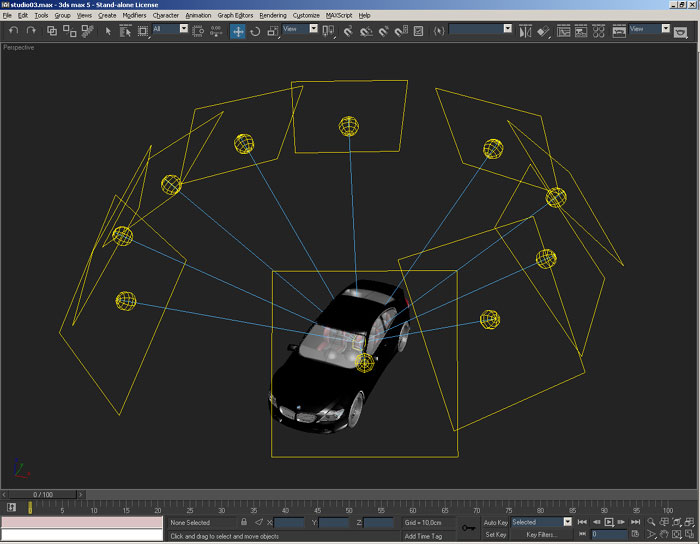 studio03.max - 3ds max 5 - Stand-alone License
File Edit Tools Group Views Create Modifiers Character Animation Graph Editors Rendering Customize MAXScript Help
All View View
Perspective
0 / 100
0 5 10 15 20 25 30 35 40 45 50 55 60 65 70 75 80 85 90 95 100
None Selected X: Y: Z: Grid = 10,0cm Auto Key Selected
Click and drag to select and move objects Add Time Tag Set Key Key Filters... 0